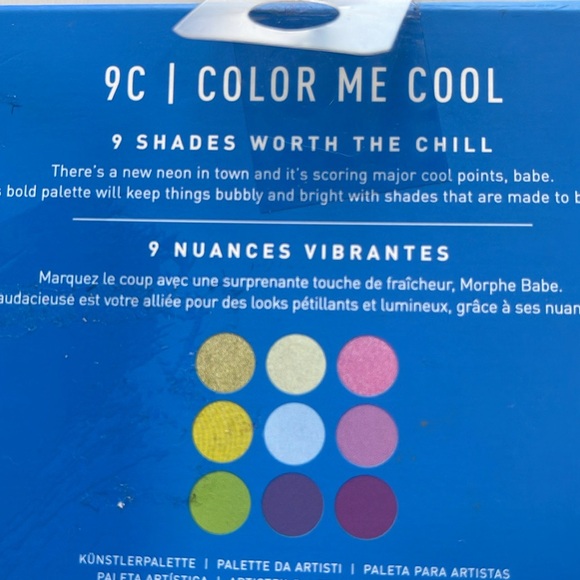 9C | COLOR ME COOL
9 SHADES WORTH THE CHILL
There's a new neon in town and it's scoring major cool points, babe.
bold palette will keep things bubbly and bright with shades that are made to
9 NUANCES VIBRANTES
Marquez le coup avec une surprenante touche de fraîcheur, Morphe Babe.
audacieuse est votre alliée pour des looks pétillants et lumineux, grâce à ses
KÜNSTLERPALETTE | PALETTE DA ARTISTI | PALETA PARA ARTISTAS
PALETA ARTÍSTICA |